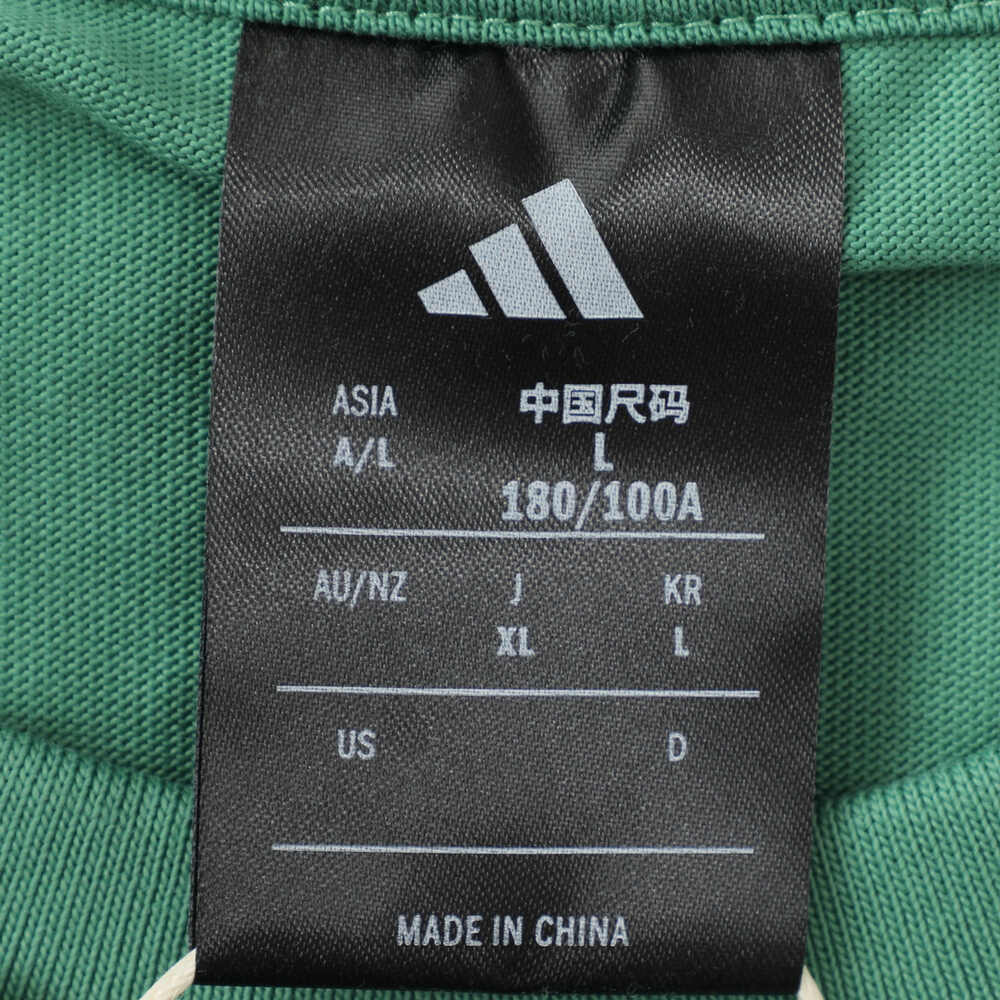 ASIA 中国尺码
A/L L
180/100A
AU/NZ J KR
XL L
US D
MADE IN CHINA